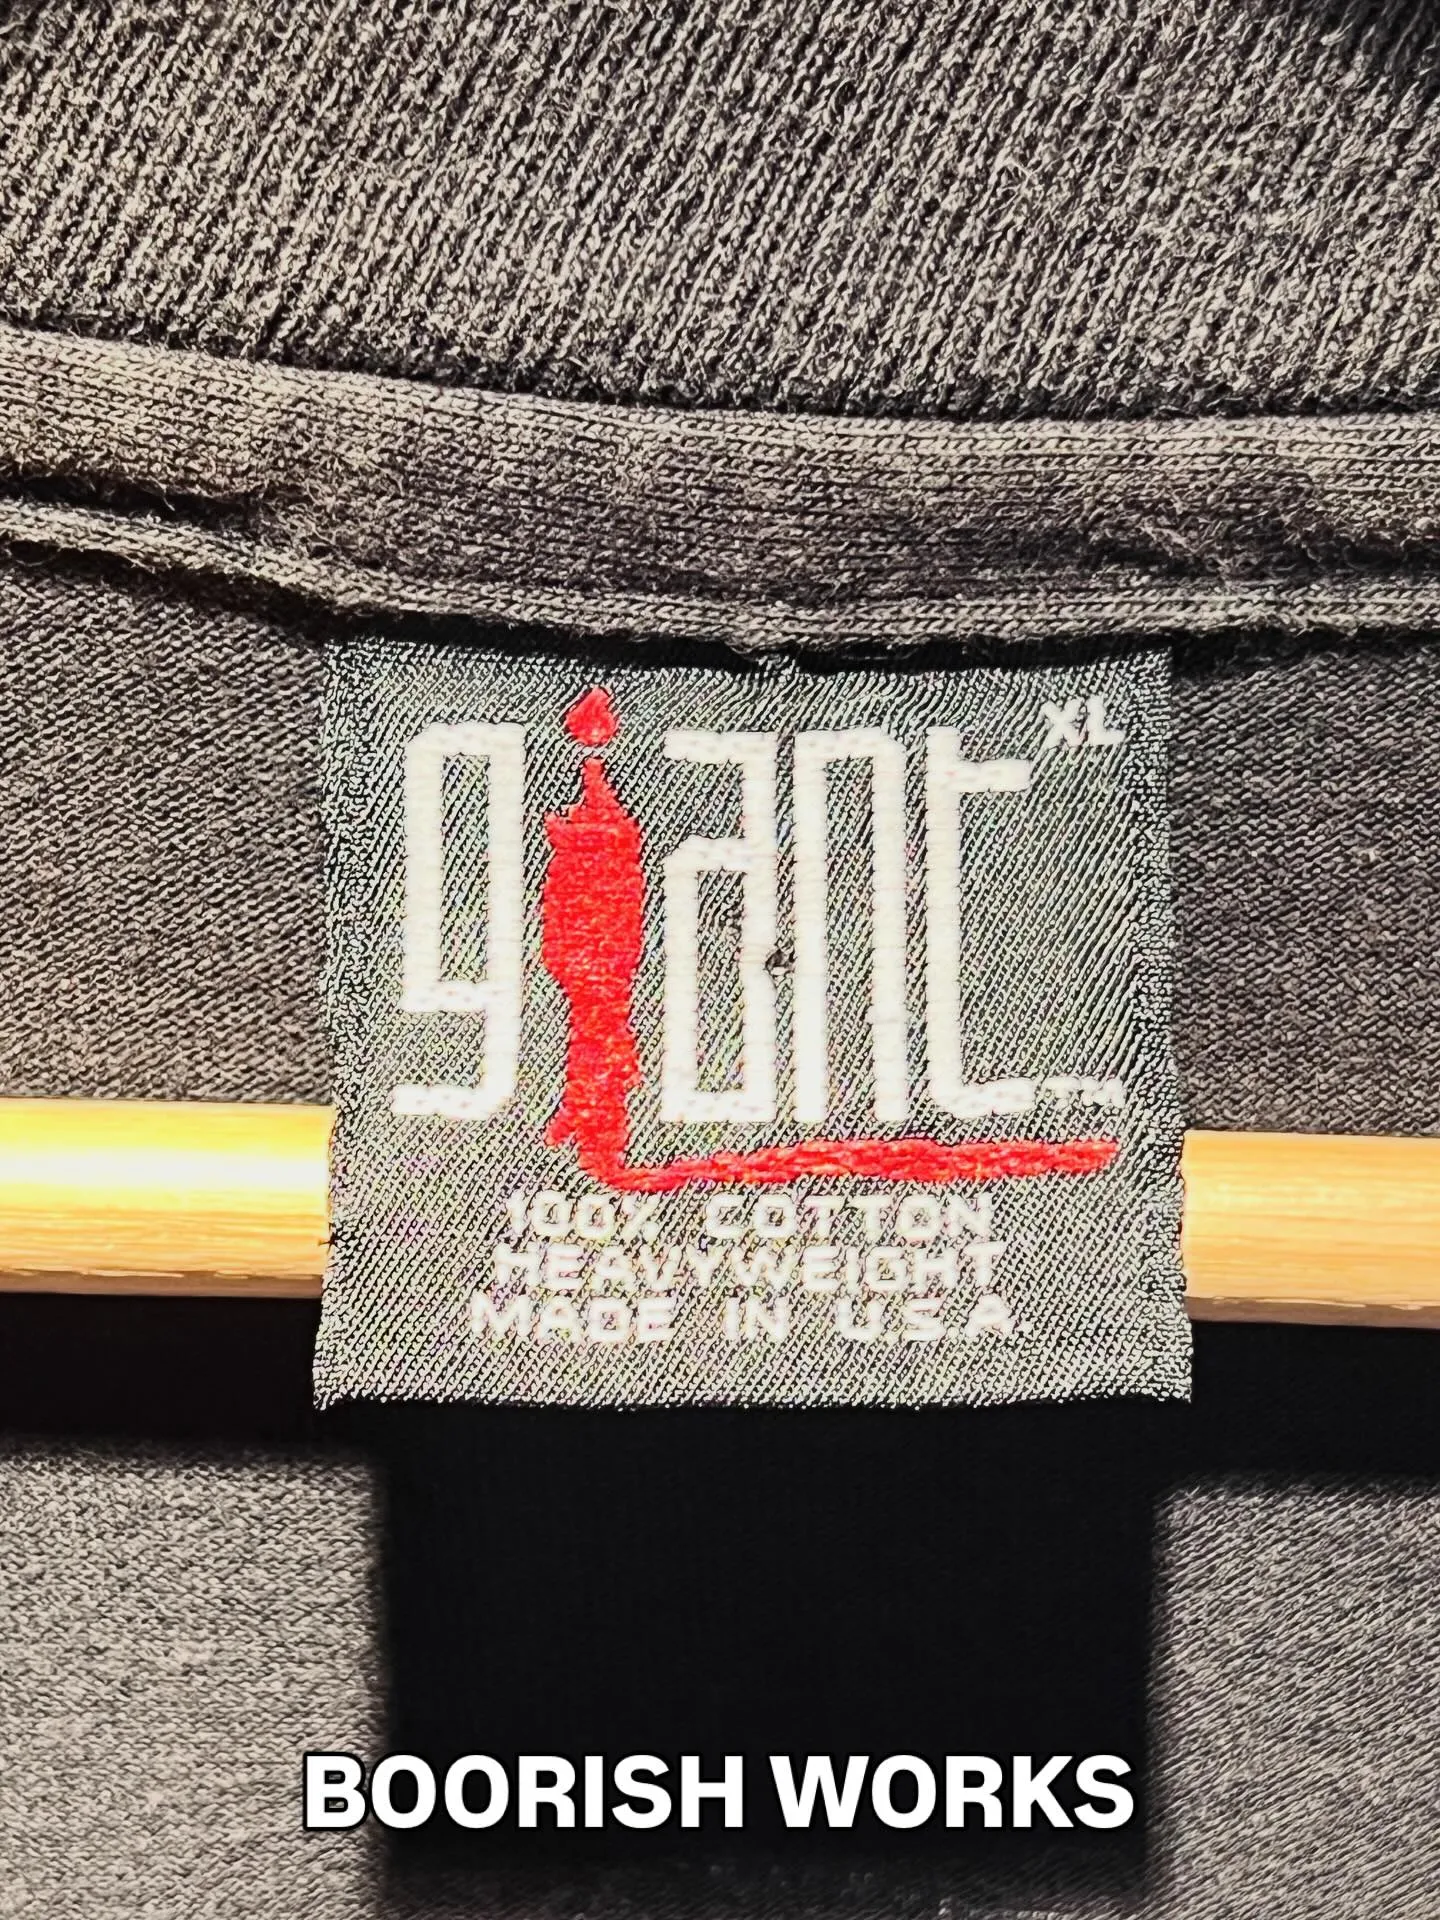 giant XL
TM
100% COTTON
HEAVYWEIGHT
MADE IN U.S.A.
BOORISH WORKS